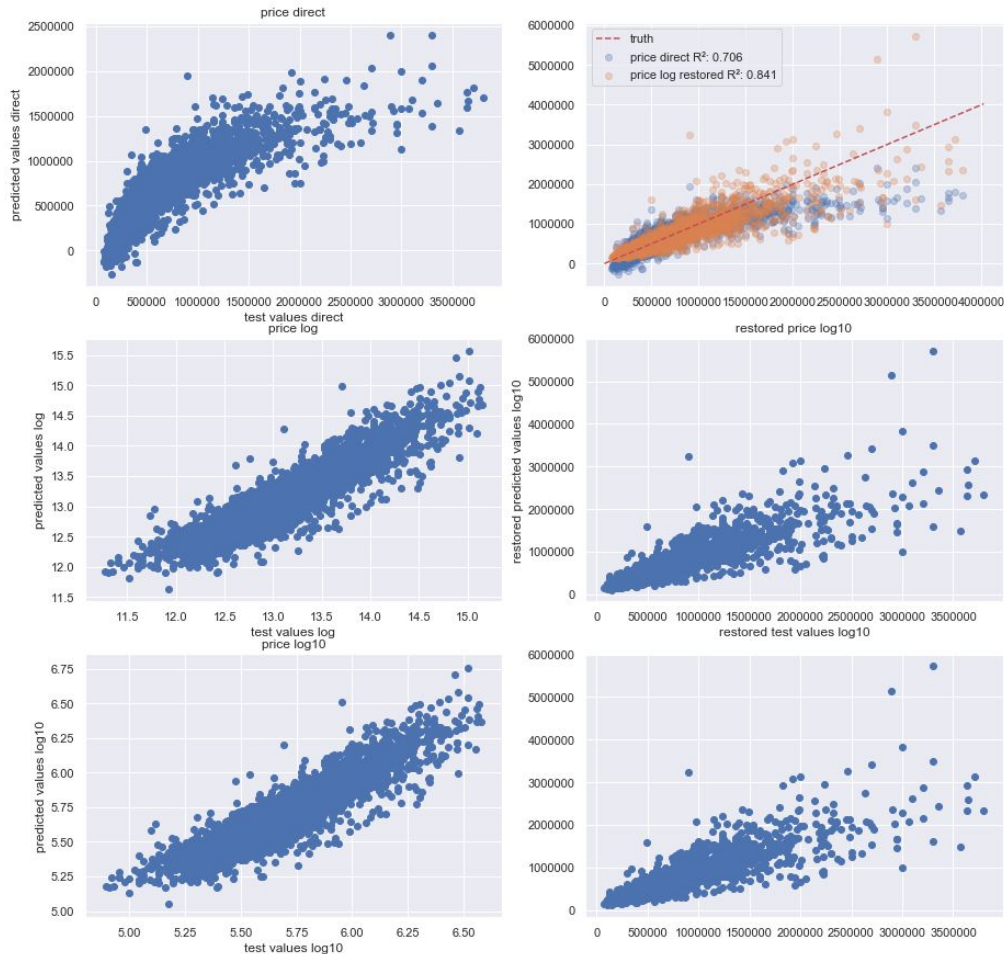 price direct
predicted values direct
2500000
2000000
1500000
1000000
500000
0
0 500000 1000000 1500000 2000000 2500000 3000000 3500000
test values direct
6000000
5000000
4000000
3000000
2000000
1000000
0
truth
price direct R²: 0.706
price log restored R²: 0.841
0 500000 1000000 1500000 2000000 2500000 3000000 3500000 4000000
price log
predicted values log
15.5
15.0
14.5
14.0
13.5
13.0
12.5
12.0
11.5
11.5 12.0 12.5 13.0 13.5 14.0 14.5 15.0
test values log
restored price log10
restored predicted values log10
6000000
5000000
4000000
3000000
2000000
1000000
0
0 500000 1000000 1500000 2000000 2500000 3000000 3500000
restored test values log10
price log10
predicted values log10
6.75
6.50
6.25
6.00
5.75
5.50
5.25
5.00
5.00 5.25 5.50 5.75 6.00 6.25 6.50
test values log10
6000000
5000000
4000000
3000000
2000000
1000000
0
0 500000 1000000 1500000 2000000 2500000 3000000 3500000